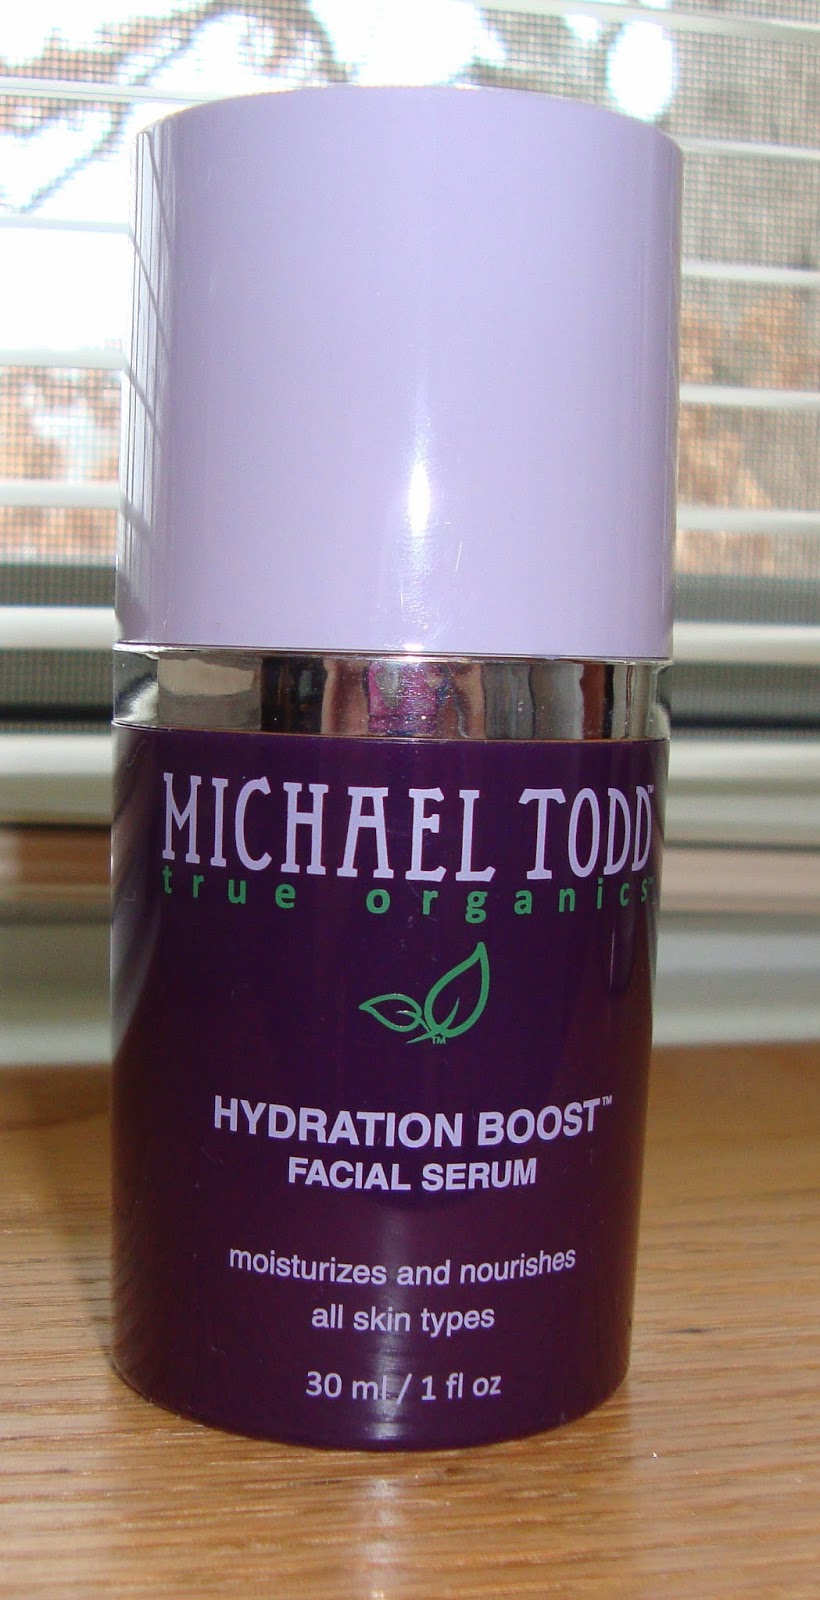 MICHAEL TODD™
true organics™
™
HYDRATION BOOST™
FACIAL SERUM
moisturizes and nourishes
all skin types
30 ml / 1 fl oz